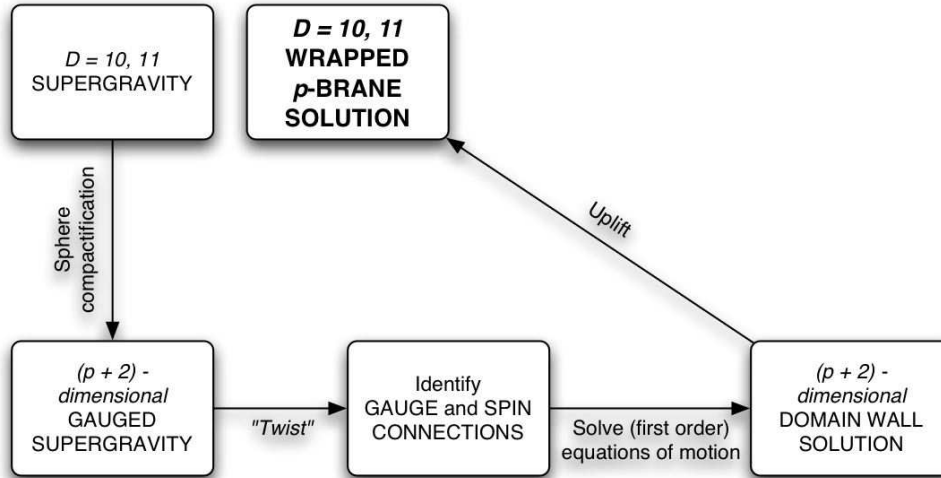 D = 10, 11
SUPERGRAVITY
D = 10, 11
WRAPPED
p-BRANE
SOLUTION
Sphere
compactification
Uplift
(p + 2) -
dimensional
GAUGED
SUPERGRAVITY
"Twist"
Identify
GAUGE and SPIN
CONNECTIONS
Solve (first order)
equations of motion
(p + 2) -
dimensional
DOMAIN WALL
SOLUTION